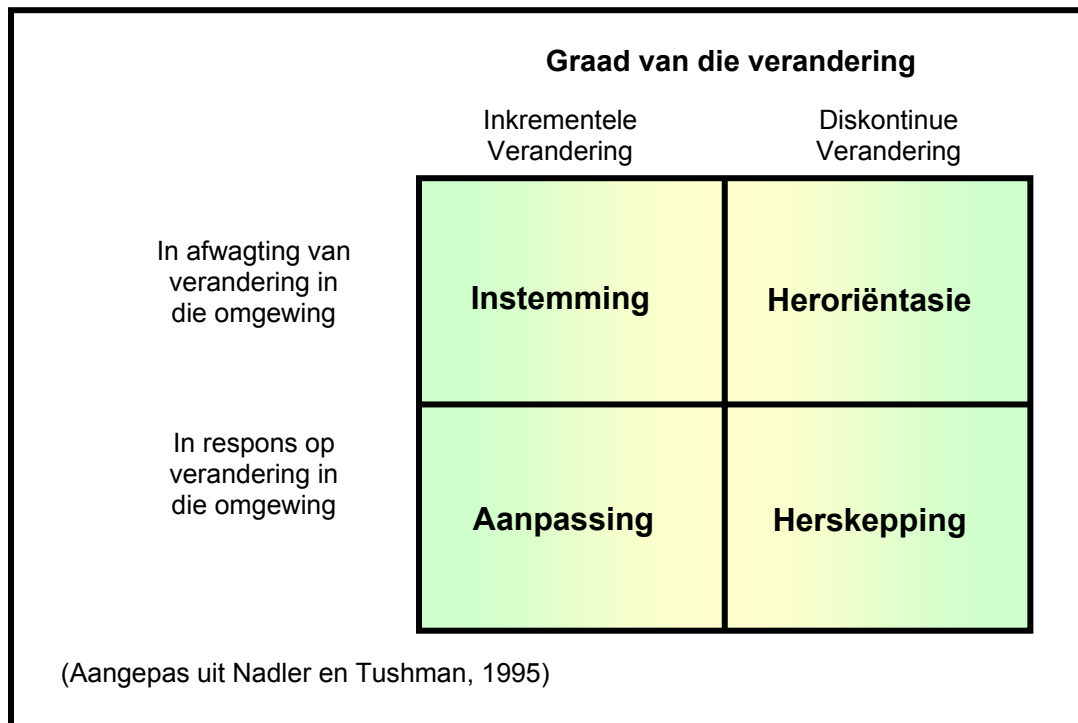 Graad van die verandering
Inkrementele
Verandering
Diskontinue
Verandering
In afwagting van
verandering in
die omgewing
Instemming
Heroriëntasie
In respons op
verandering in
die omgewing
Aanpassing
Herskepping
(Aangepas uit Nadler en Tushman, 1995)